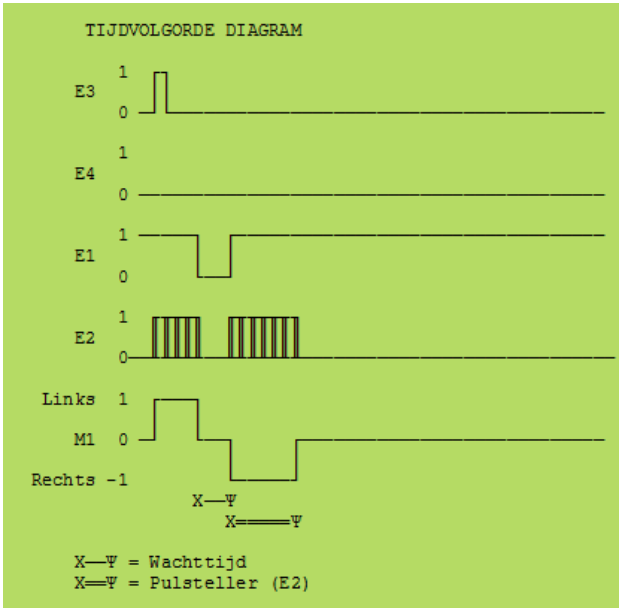 TIJDVOLGORDE DIAGRAM
1
E3
0
1
E4
0
1
E1
0
1
E2
0
Links 1
M1 0
Rechts -1
X──Ψ
X═════Ψ
X──Ψ = Wachttijd
X══Ψ = Pulsteller (E2)